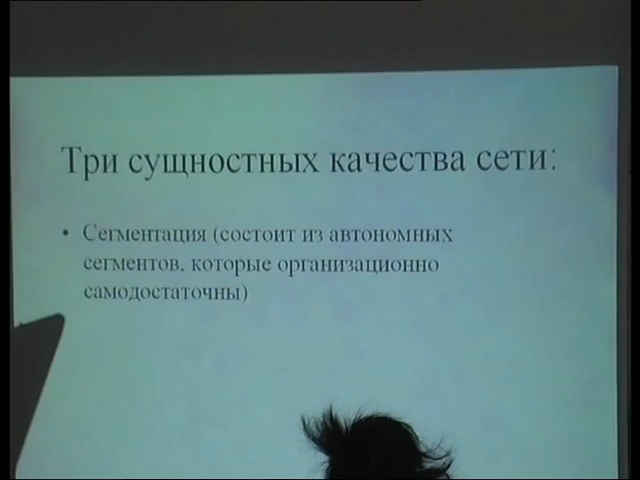 Три сущностных качества сети:
• Сегментация (состоит из автономных
сегментов, которые организационно
самодостаточны)